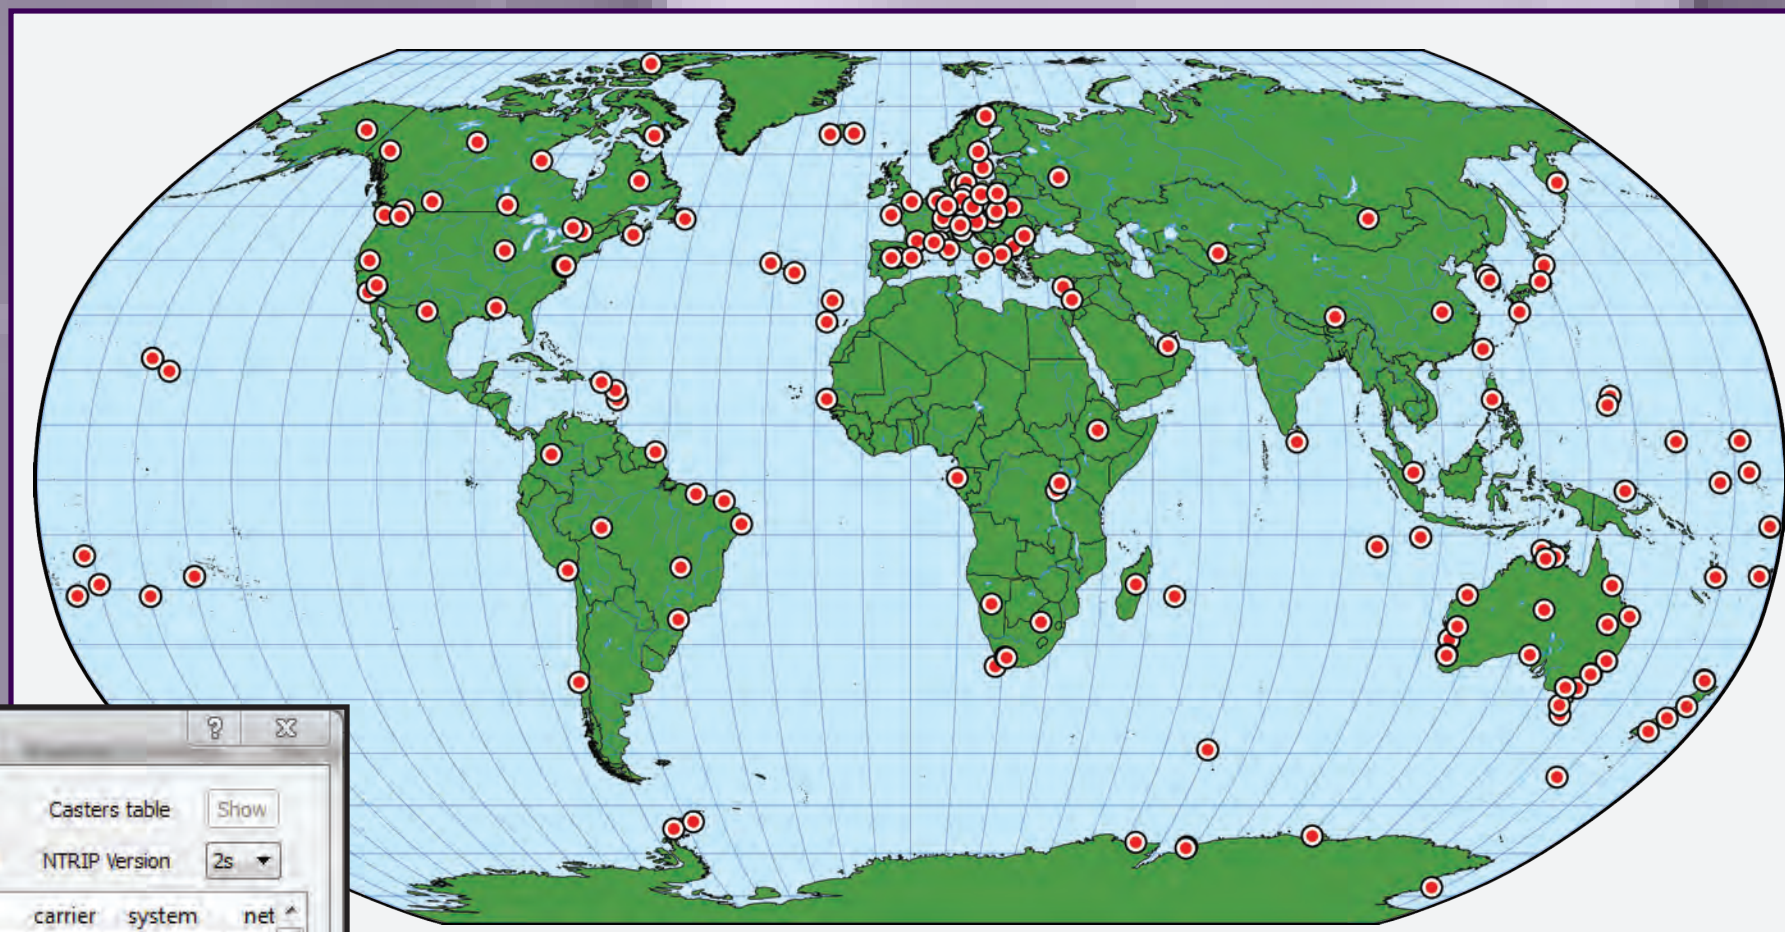 ? X
Casters table Show
NTRIP Version 2s
carrier system net